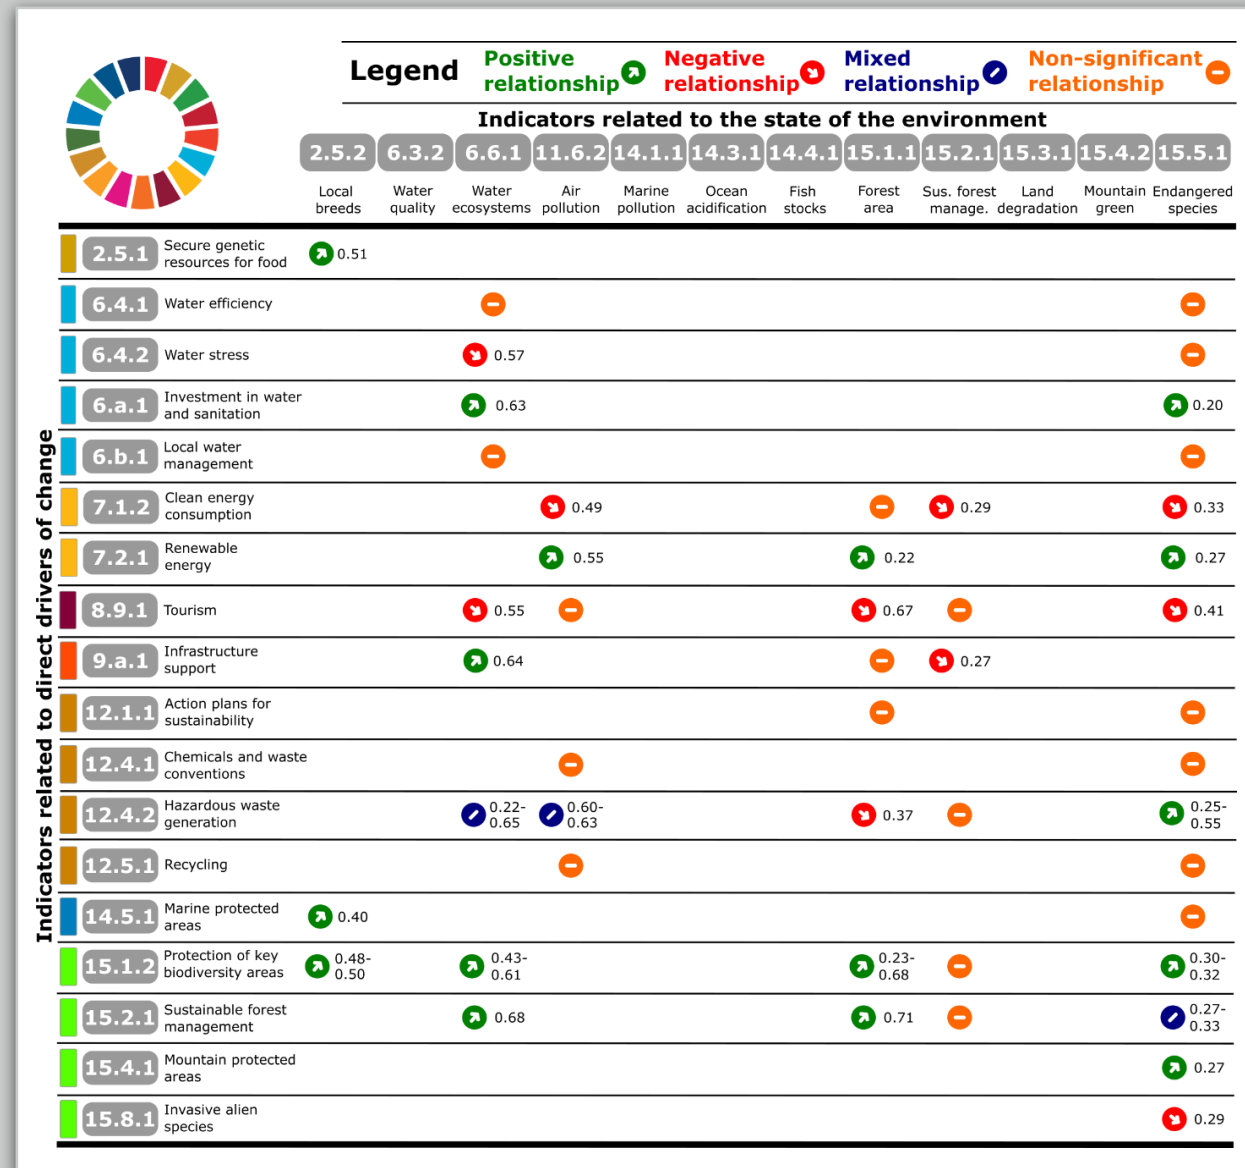 Legend
Positive relationship
Negative relationship
Mixed relationship
Non-significant relationship
Indicators related to the state of the environment
2.5.2 6.3.2 6.6.1 11.6.2 14.1.1 14.3.1 14.4.1 15.1.1 15.2.1 15.3.1 15.4.2 15.5.1
Local Water Water Air Marine Ocean Fish Forest Sus. forest Land Mountain Endangered
breeds quality ecosystems pollution pollution acidification stocks area manage. degradation green species
Indicators related to direct drivers of change
2.5.1 Secure genetic
resources for food
0.51
6.4.1 Water efficiency
6.4.2 Water stress 0.57
6.a.1 Investment in water
and sanitation
0.63 0.20
6.b.1 Local water
management
7.1.2 Clean energy
consumption
0.49 0.29 0.33
7.2.1 Renewable
energy
0.55 0.22 0.27
8.9.1 Tourism 0.55 0.67 0.41
9.a.1 Infrastructure
support
0.64 0.27
12.1.1 Action plans for
sustainability
12.4.1 Chemicals and waste
conventions
12.4.2 Hazardous waste
generation
0.22- 0.60- 0.37 0.25-
0.65 0.63 0.55
12.5.1 Recycling
14.5.1 Marine protected
areas
0.40
15.1.2 Protection of key
biodiversity areas
0.48- 0.43- 0.23- 0.30-
0.50 0.61 0.68 0.32
15.2.1 Sustainable forest
management
0.68 0.71 0.27-
0.33
15.4.1 Mountain protected
areas
0.27
15.8.1 Invasive alien
species
0.29